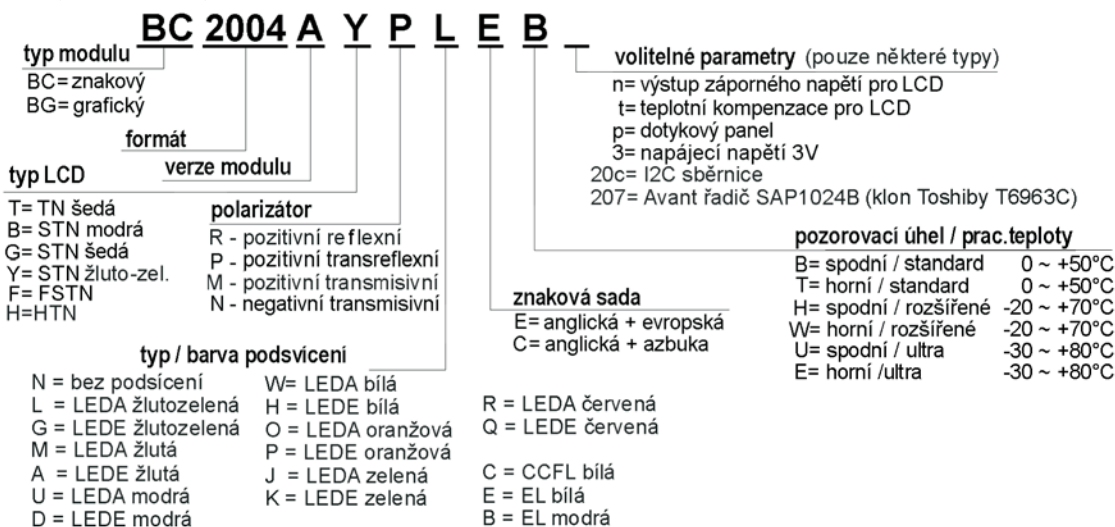 BC 2004 A Y P L E B _
typ modulu
BC= znakový
BG= grafický
formát
verze modulu
typ LCD
T= TN šedá
B= STN modrá
G= STN šedá
Y= STN žluto-zel.
F= FSTN
H=HTN
polarizátor
R - pozitivní reflexní
P - pozitivní transreflexní
M - pozitivní transmisivní
N - negativní transmisivní
typ / barva podsvícení
N = bez podsícení
L = LEDA žlutozelená
G = LEDE žlutozelená
M = LEDA žlutá
A = LEDE žlutá
U = LEDA modrá
D = LEDE modrá
W= LEDA bílá
H = LEDE bílá
O = LEDA oranžová
P = LEDE oranžová
J = LEDA zelená
K = LEDE zelená
R = LEDA červená
Q = LEDE červená
C = CCFL bílá
E = EL bílá
B = EL modrá
znaková sada
E= anglická + evropská
C= anglická + azbuka
volitelné parametry (pouze některé typy)
n= výstup záporného napětí pro LCD
t= teplotní kompenzace pro LCD
p= dotykový panel
3= napájecí napětí 3V
20c= I2C sběrnice
207= Avant řadič SAP1024B (klon Toshiby T6963C)
pozorovací úhel / prac.teploty
B= spodní / standard 0 ~ +50°C
T= horní / standard 0 ~ +50°C
H= spodní / rozšířené -20 ~ +70°C
W= horní / rozšířené -20 ~ +70°C
U= spodní / ultra -30 ~ +80°C
E= horní /ultra -30 ~ +80°C